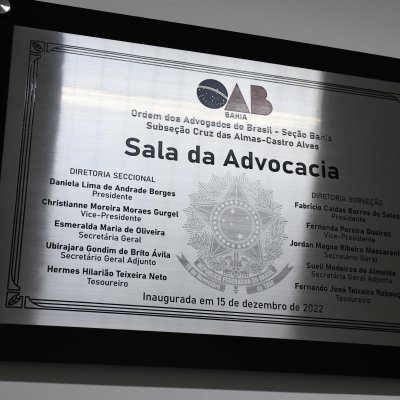 OAB
BAHIA
Ordem dos Advogados do Brasil - Seção Bahia
Subseção Cruz das Almas-Castro Alves
Sala da Advocacia
DIRETORIA SECCIONAL
Daniela Lima de Andrade Borges
Presidente
Christianne Moreira Moraes Gurgel
Vice-Presidente
Esmeralda Maria de Oliveira
Secretária Geral
Ubirajara Gondim de Brito Ávila
Secretário Geral Adjunto
Hermes Hilarião Teixeira Neto
Tesoureiro
DIRETORIA SUBSEÇÃO
Fabrício Caldas Barros de Sales
Presidente
Fernanda Pereira Queiroz
Vice-Presidente
Jordan Magno Ribeiro Mascarenhas
Secretário Geral
Sueli Medeiros de Almeida
Secretária Geral Adjunta
Fernando José Teixeira
Tesoureiro
Inaugurada em 15 de dezembro de 2022